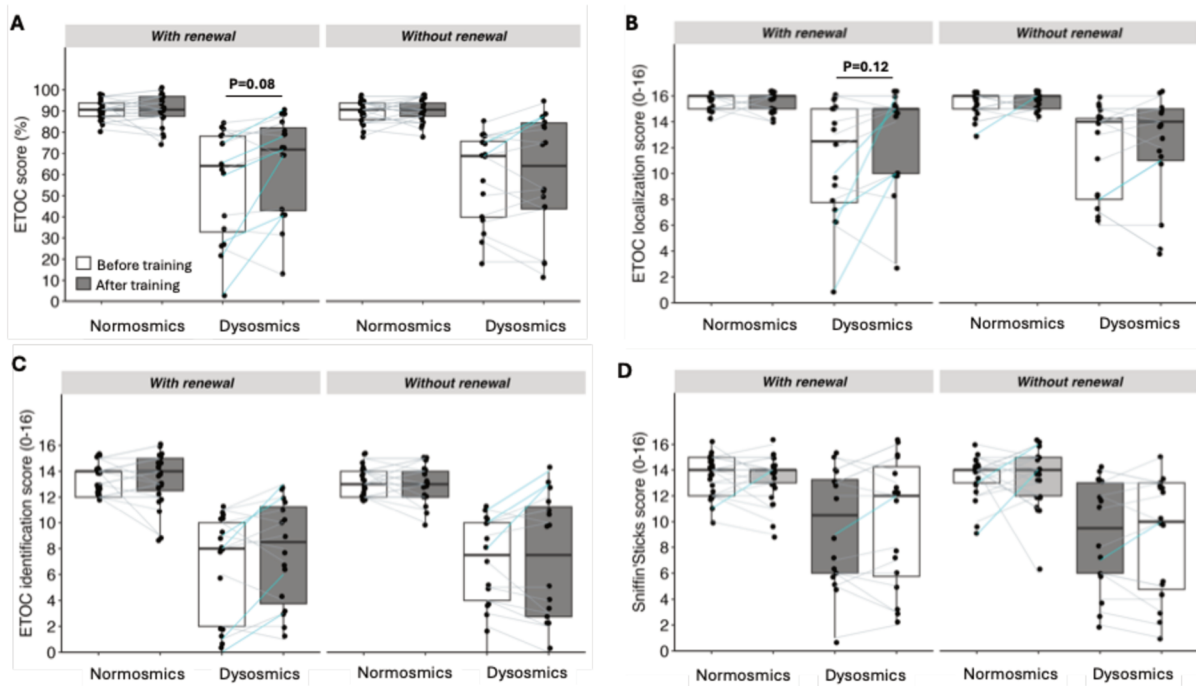 A
With renewal
Without renewal
P=0.08
ETOC score (%)
100
90
80
70
60
50
40
30
20
10
0
Before training
After training
Normosmics
Dysosmics
Normosmics
Dysosmics
B
With renewal
Without renewal
P=0.12
ETOC localization score (0-16)
16
14
12
10
8
6
4
2
0
Normosmics
Dysosmics
Normosmics
Dysosmics
C
With renewal
Without renewal
ETOC identification score (0-16)
16
14
12
10
8
6
4
2
0
Normosmics
Dysosmics
Normosmics
Dysosmics
D
With renewal
Without renewal
Sniffin'Sticks score (0-16)
16
14
12
10
8
6
4
2
0
Normosmics
Dysosmics
Normosmics
Dysosmics